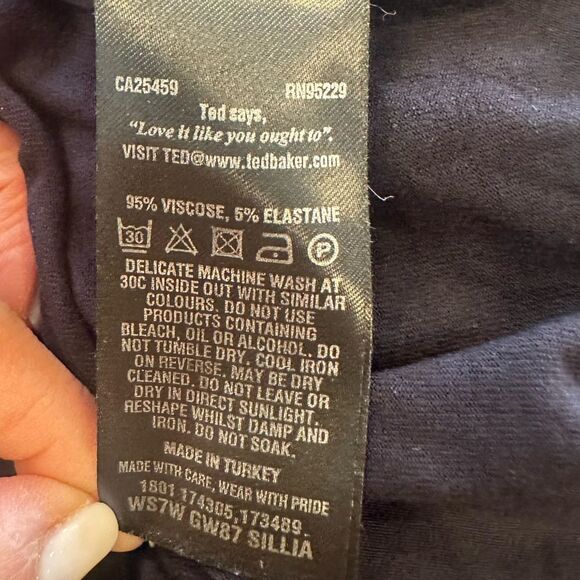 CA25459 RN95229
Ted says,
"Love it like you ought to".
VISIT TED@www.tedbaker.com
95% VISCOSE, 5% ELASTANE
30 P
DELICATE MACHINE WASH AT
30C INSIDE OUT WITH SIMILAR
COLOURS. DO NOT USE
PRODUCTS CONTAINING
BLEACH, OIL OR ALCOHOL. DO
NOT TUMBLE DRY. COOL IRON
ON REVERSE. MAY BE DRY
CLEANED. DO NOT LEAVE OR
DRY IN DIRECT SUNLIGHT.
RESHAPE WHILST DAMP AND
IRON. DO NOT SOAK.
MADE IN TURKEY
MADE WITH CARE, WEAR WITH PRIDE
1801 174305,173489
WS7W GW87 SILLIA